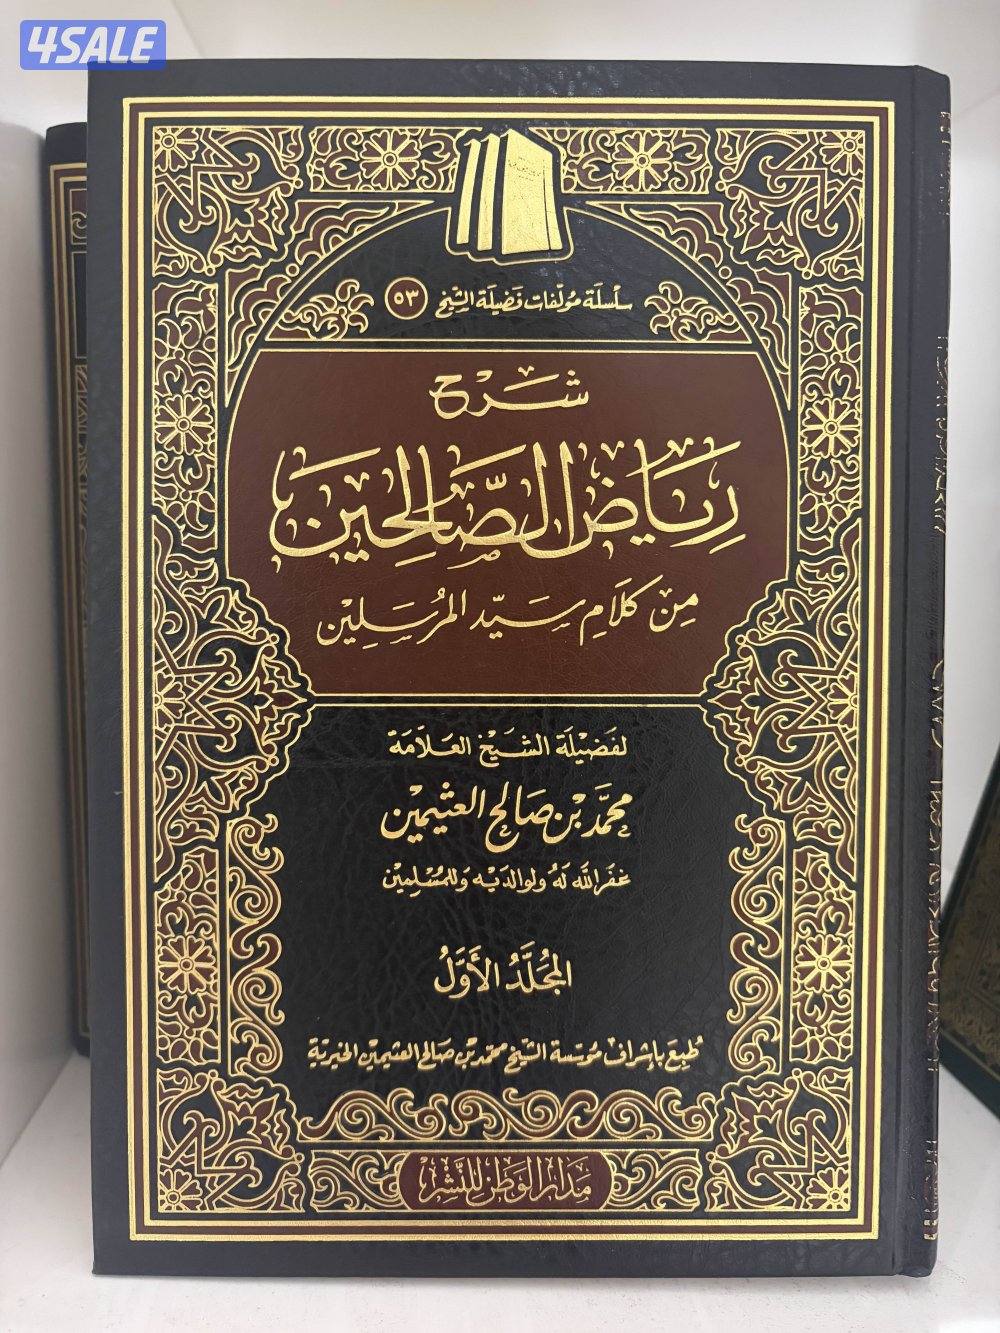 4SALE
سلسلة مؤلفات فضيلة الشيخ ٥٣
شرح
رياض الصالحين
من كلام سيد المرسلين
لفضيلة الشيخ العلامة
محمد بن صالح العثيمين
غفر الله له ولوالديه وللمسلمين
المجلد الأول
طبع بإشراف مؤسسة الشيخ محمد بن صالح العثيمين الخيرية
مدار الوطن للنشر